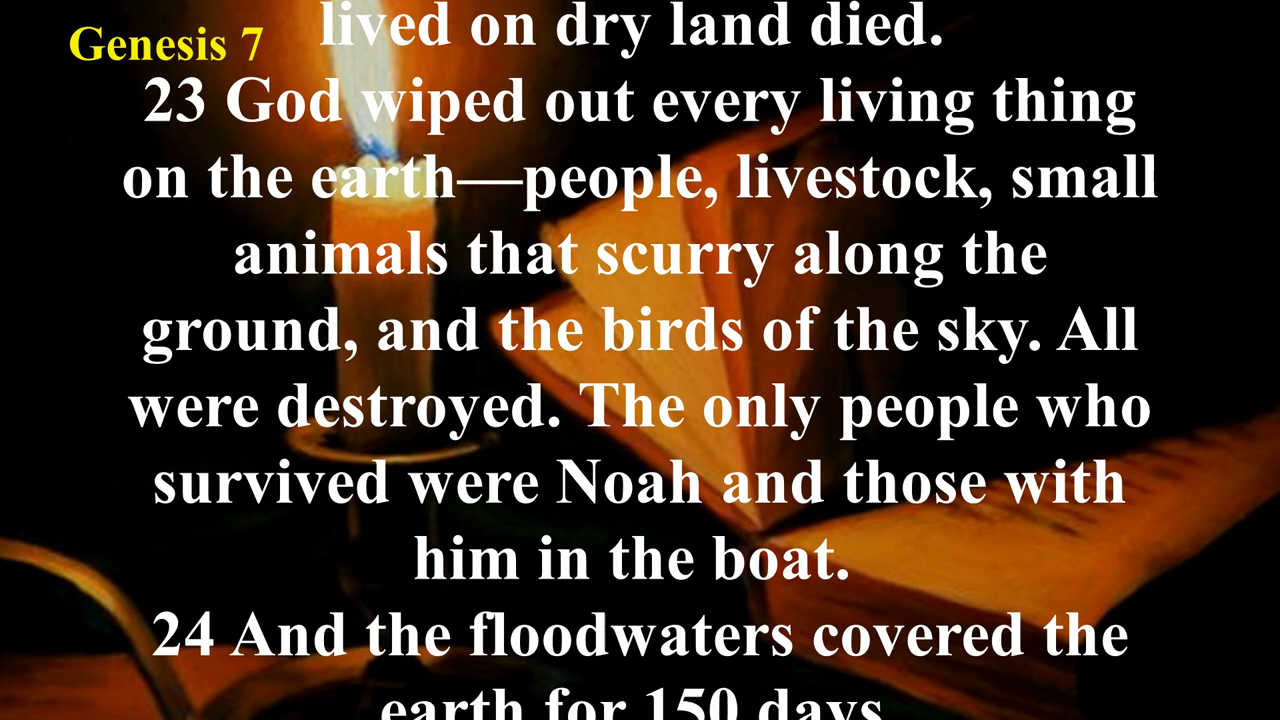 Genesis 7
lived on dry land died.
23 God wiped out every living thing
on the earth—people, livestock, small
animals that scurry along the
ground, and the birds of the sky. All
were destroyed. The only people who
survived were Noah and those with
him in the boat.
24 And the floodwaters covered the
earth for 150 days